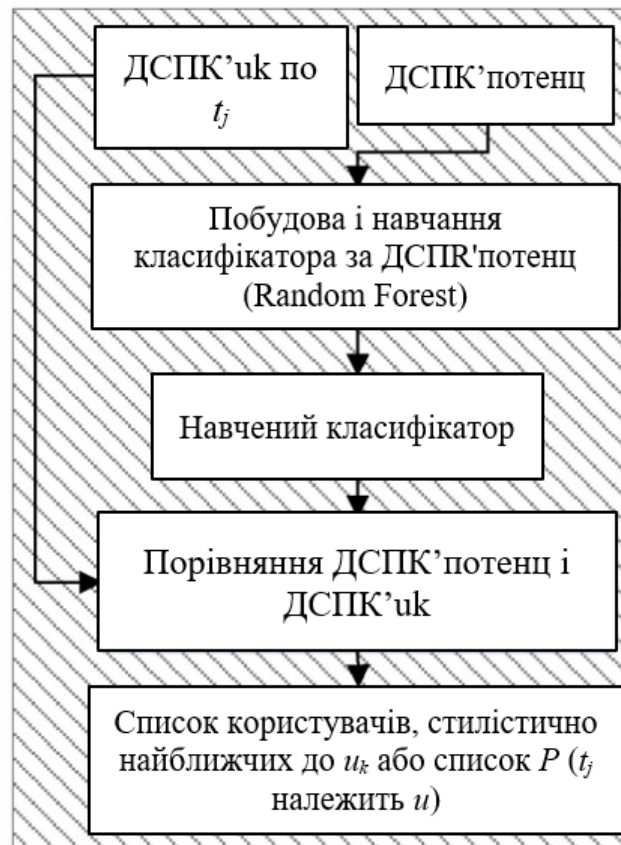 ДСПК’uk по
tj
ДСПК’потенц
Побудова і навчання
класифікатора за ДСПR'потенц
(Random Forest)
Навчений класифікатор
Порівняння ДСПК’потенц і
ДСПК’uk
Список користувачів, стилістично
найближчих до uk або список P (tj
належить u)